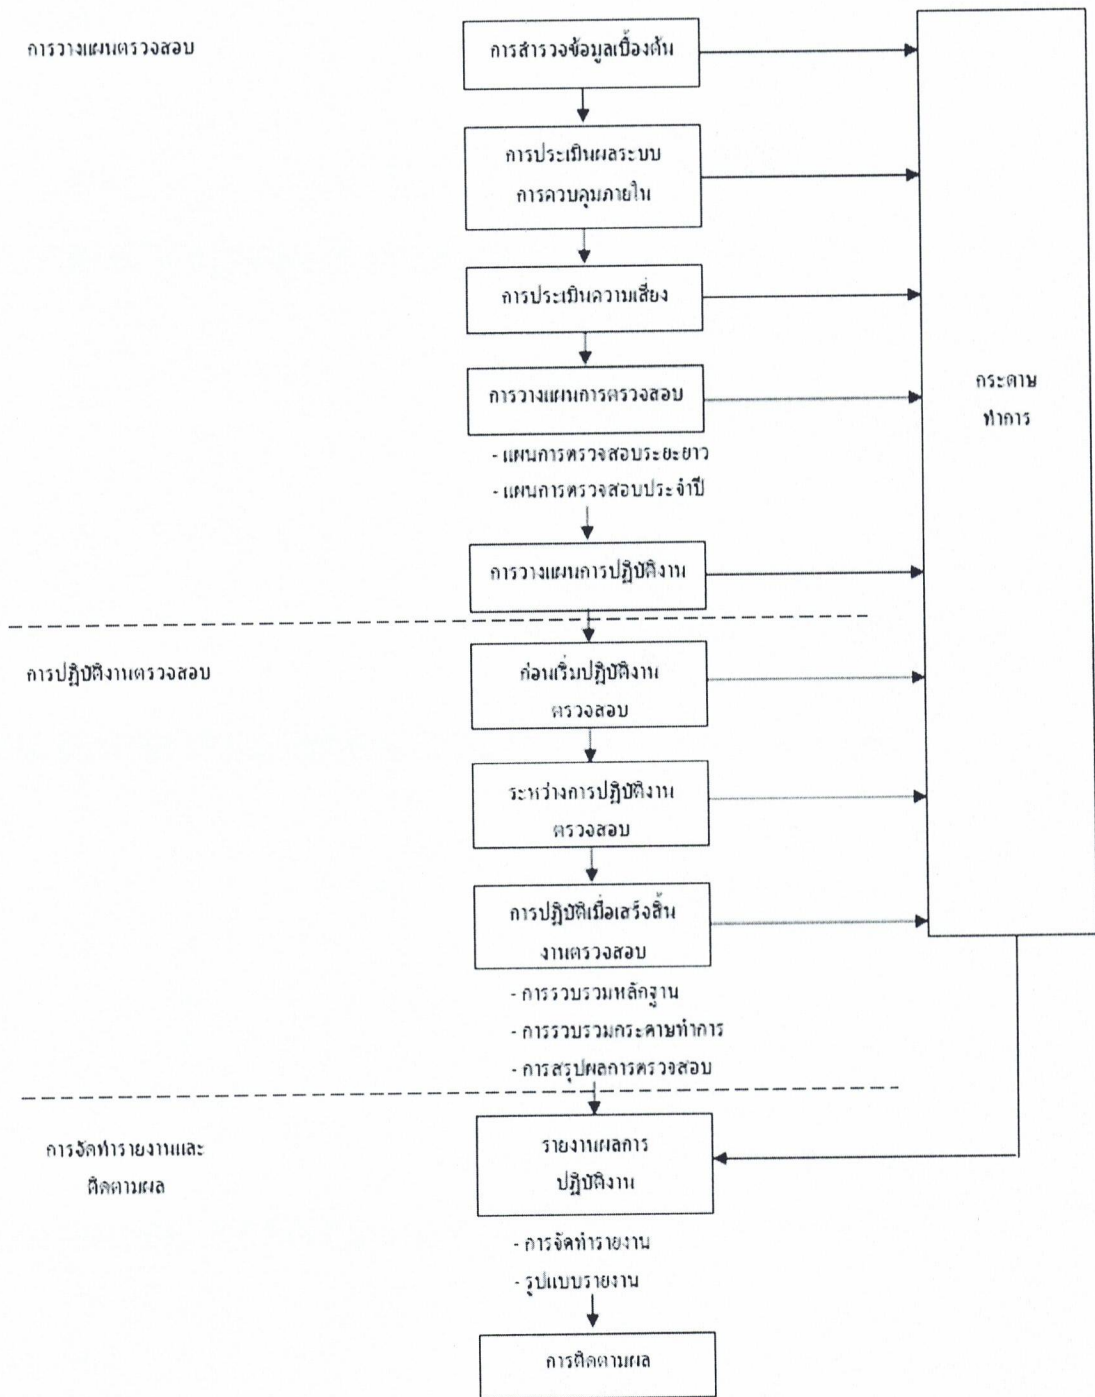 การวางแผนตรวจสอบ
การสำรวจข้อมูลเบื้องต้น
การประเมินผลระบบ
การควบคุมภายใน
การประเมินความเสี่ยง
การวางแผนการตรวจสอบ
- แผนการตรวจสอบระยะยาว
- แผนการตรวจสอบประจำปี
การวางแผนการปฏิบัติงาน
กระดาษ
ทำการ
การปฏิบัติงานตรวจสอบ
ก่อนเริ่มปฏิบัติงาน
ตรวจสอบ
ระหว่างการปฏิบัติงาน
ตรวจสอบ
การปฏิบัติเมื่อเสร็จสิ้น
งานตรวจสอบ
- การรวบรวมหลักฐาน
- การรวบรวมกระดาษทำการ
- การสรุปผลการตรวจสอบ
การจัดทำรายงานและ
ติดตามผล
รายงานผลการ
ปฏิบัติงาน
- การจัดทำรายงาน
- รูปแบบรายงาน
การติดตามผล